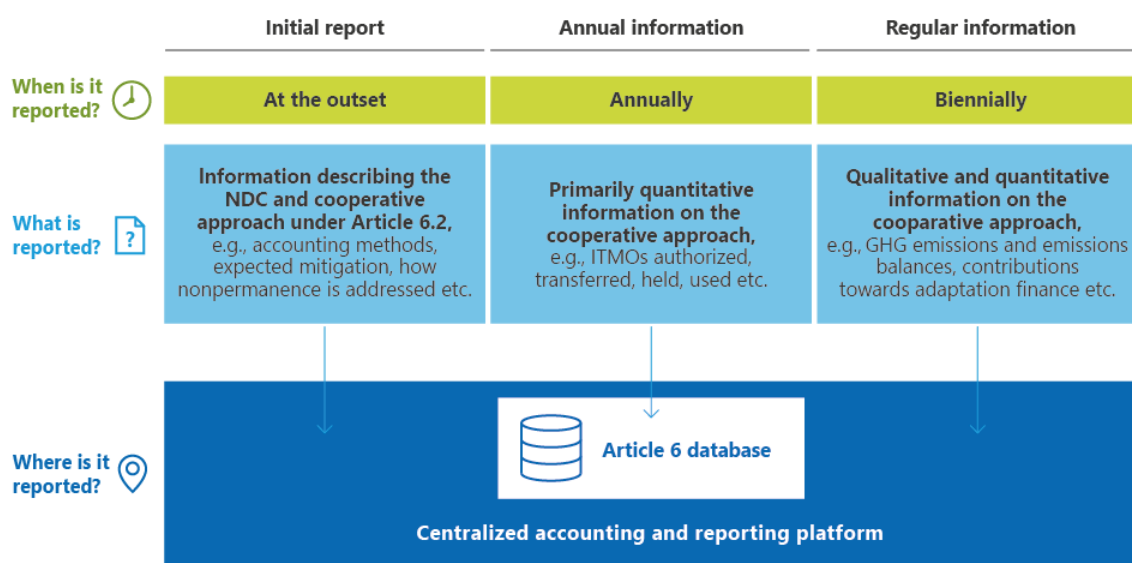 Initial report
Annual information
Regular information
When is it
reported?
At the outset
Annually
Biennially
What is
reported?
?
Information describing the
NDC and cooperative
approach under Article 6.2,
e.g., accounting methods,
expected mitigation, how
nonpermanence is addressed etc.
Primarily quantitative
information on the
cooperative approach,
e.g., ITMOs authorized,
transferred, held, used etc.
Qualitative and quantitative
information on the
cooparative approach,
e.g., GHG emissions and emissions
balances, contributions
towards adaptation finance etc.
Where is it
reported?
Article 6 database
Centralized accounting and reporting platform